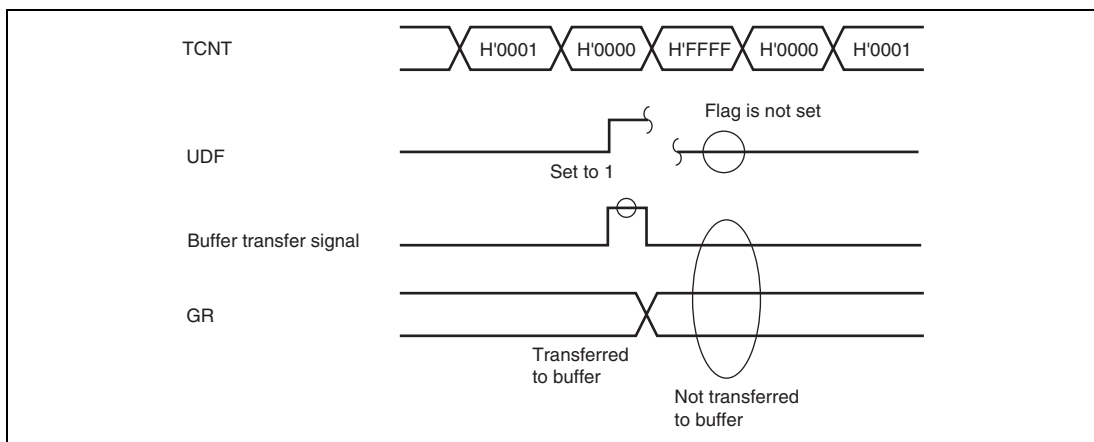 TCNT
H'0001 H'0000 H'FFFF H'0000 H'0001
Flag is not set
UDF
Set to 1
Buffer transfer signal
GR
Transferred
to buffer
Not transferred
to buffer